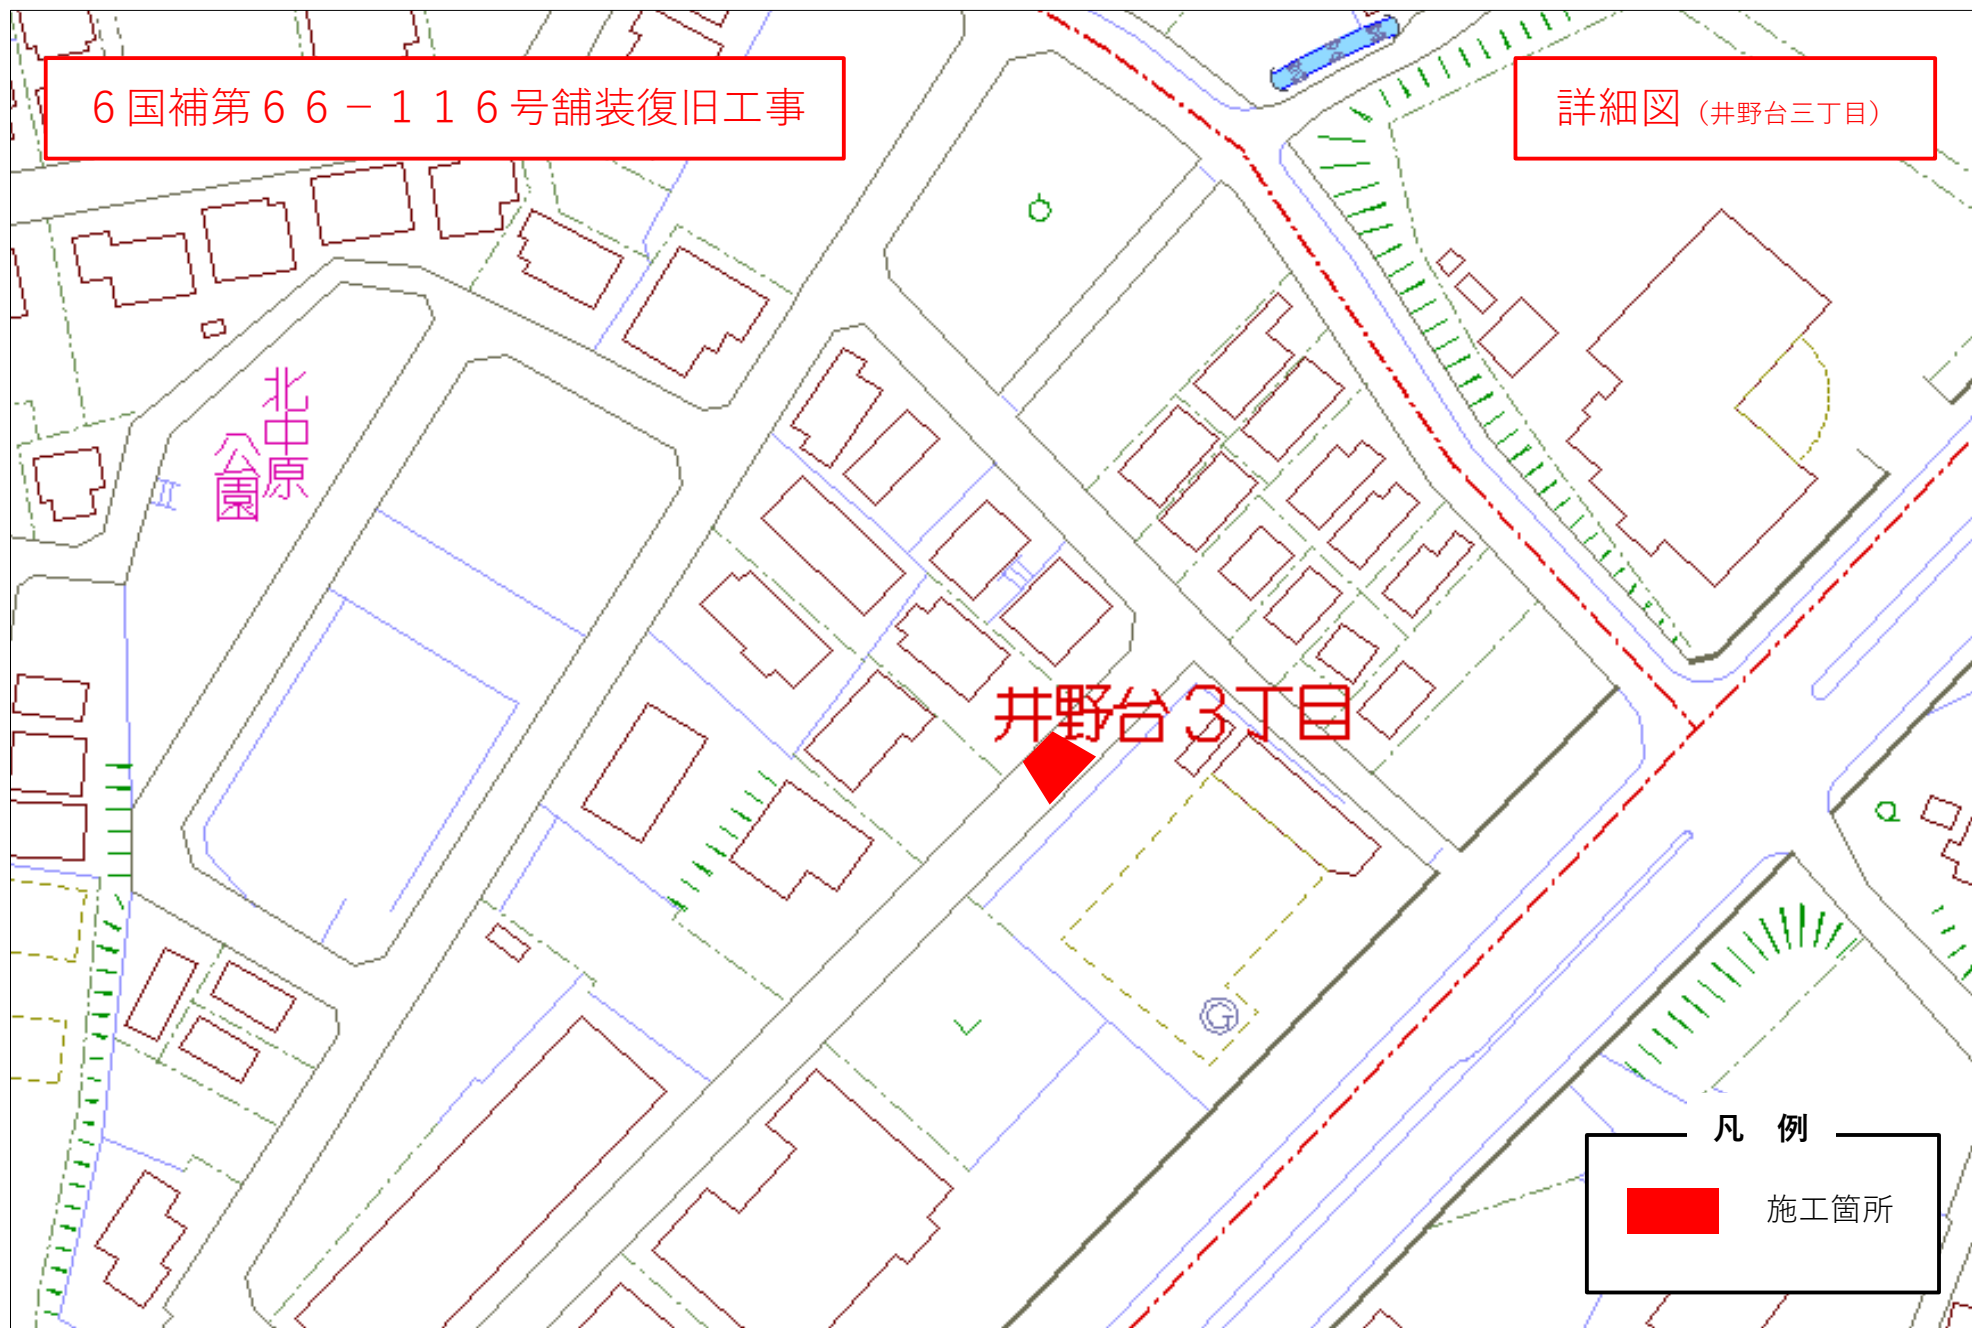 ６国補第６６－１１６号舗装復旧工事
詳細図（井野台三丁目）
北中原
公園
井野台３丁目
G
凡　例
施工箇所